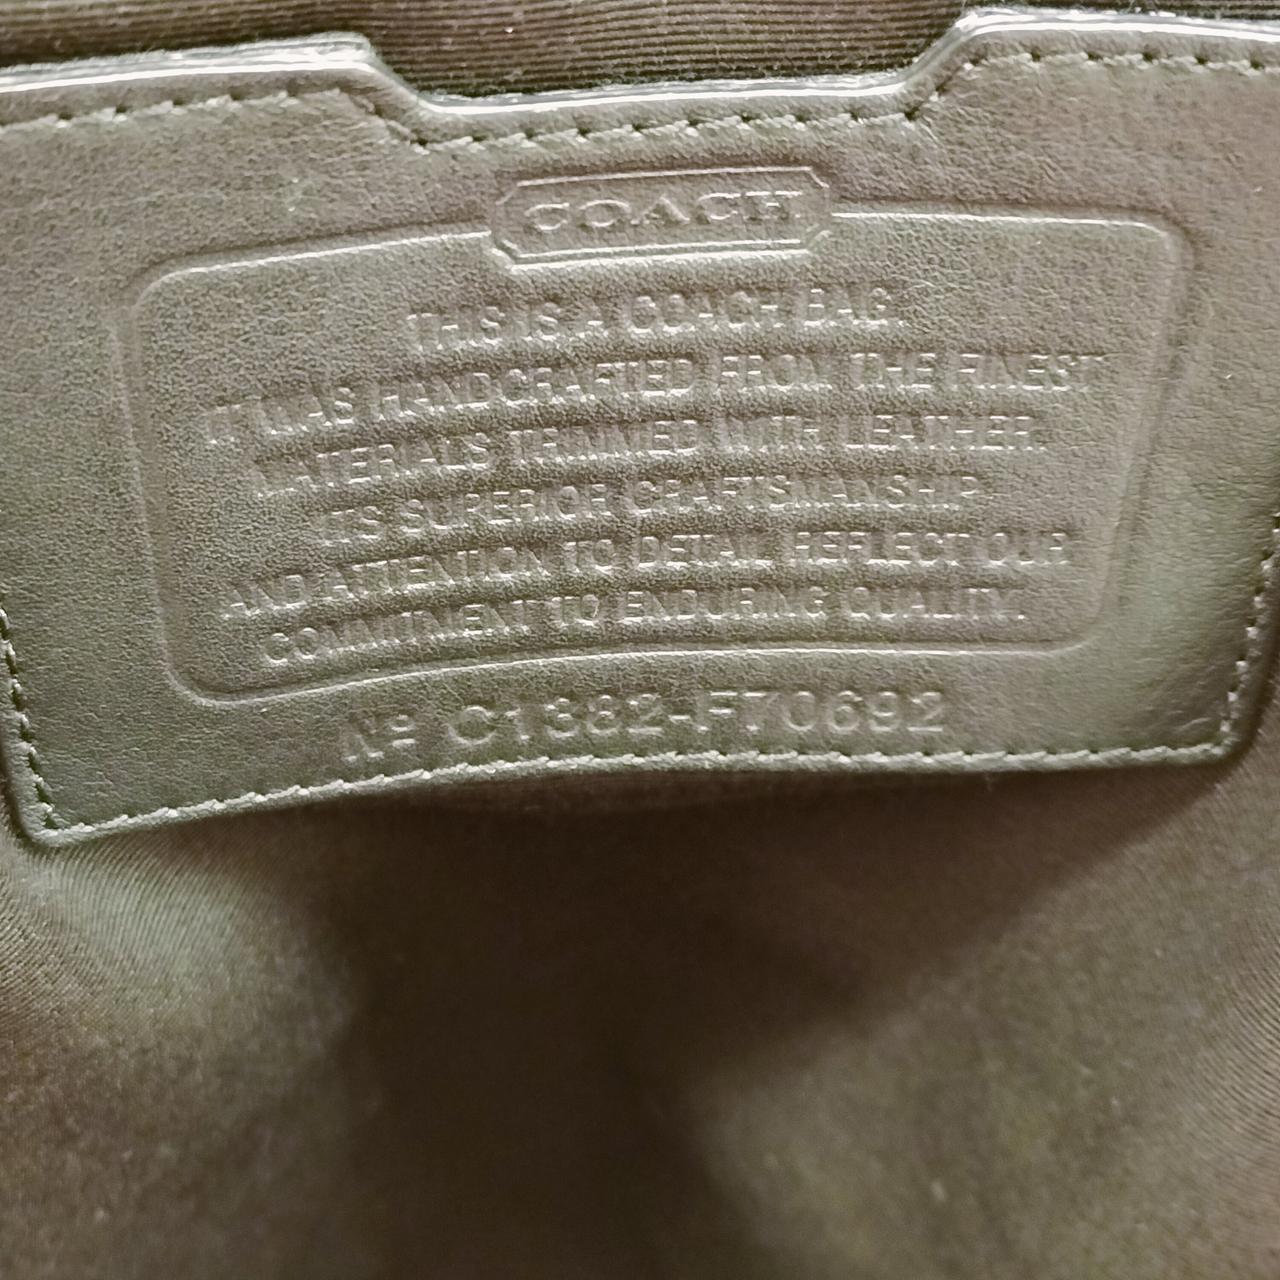 COACH
THIS IS A COACH BAG.
IT WAS HANDCRAFTED FROM THE FINEST
MATERIALS TRIMMED WITH LEATHER.
ITS SUPERIOR CRAFTSMANSHIP
AND ATTENTION TO DETAIL REFLECT OUR
COMMITMENT TO ENDURING QUALITY.
Nº C1382-F70692